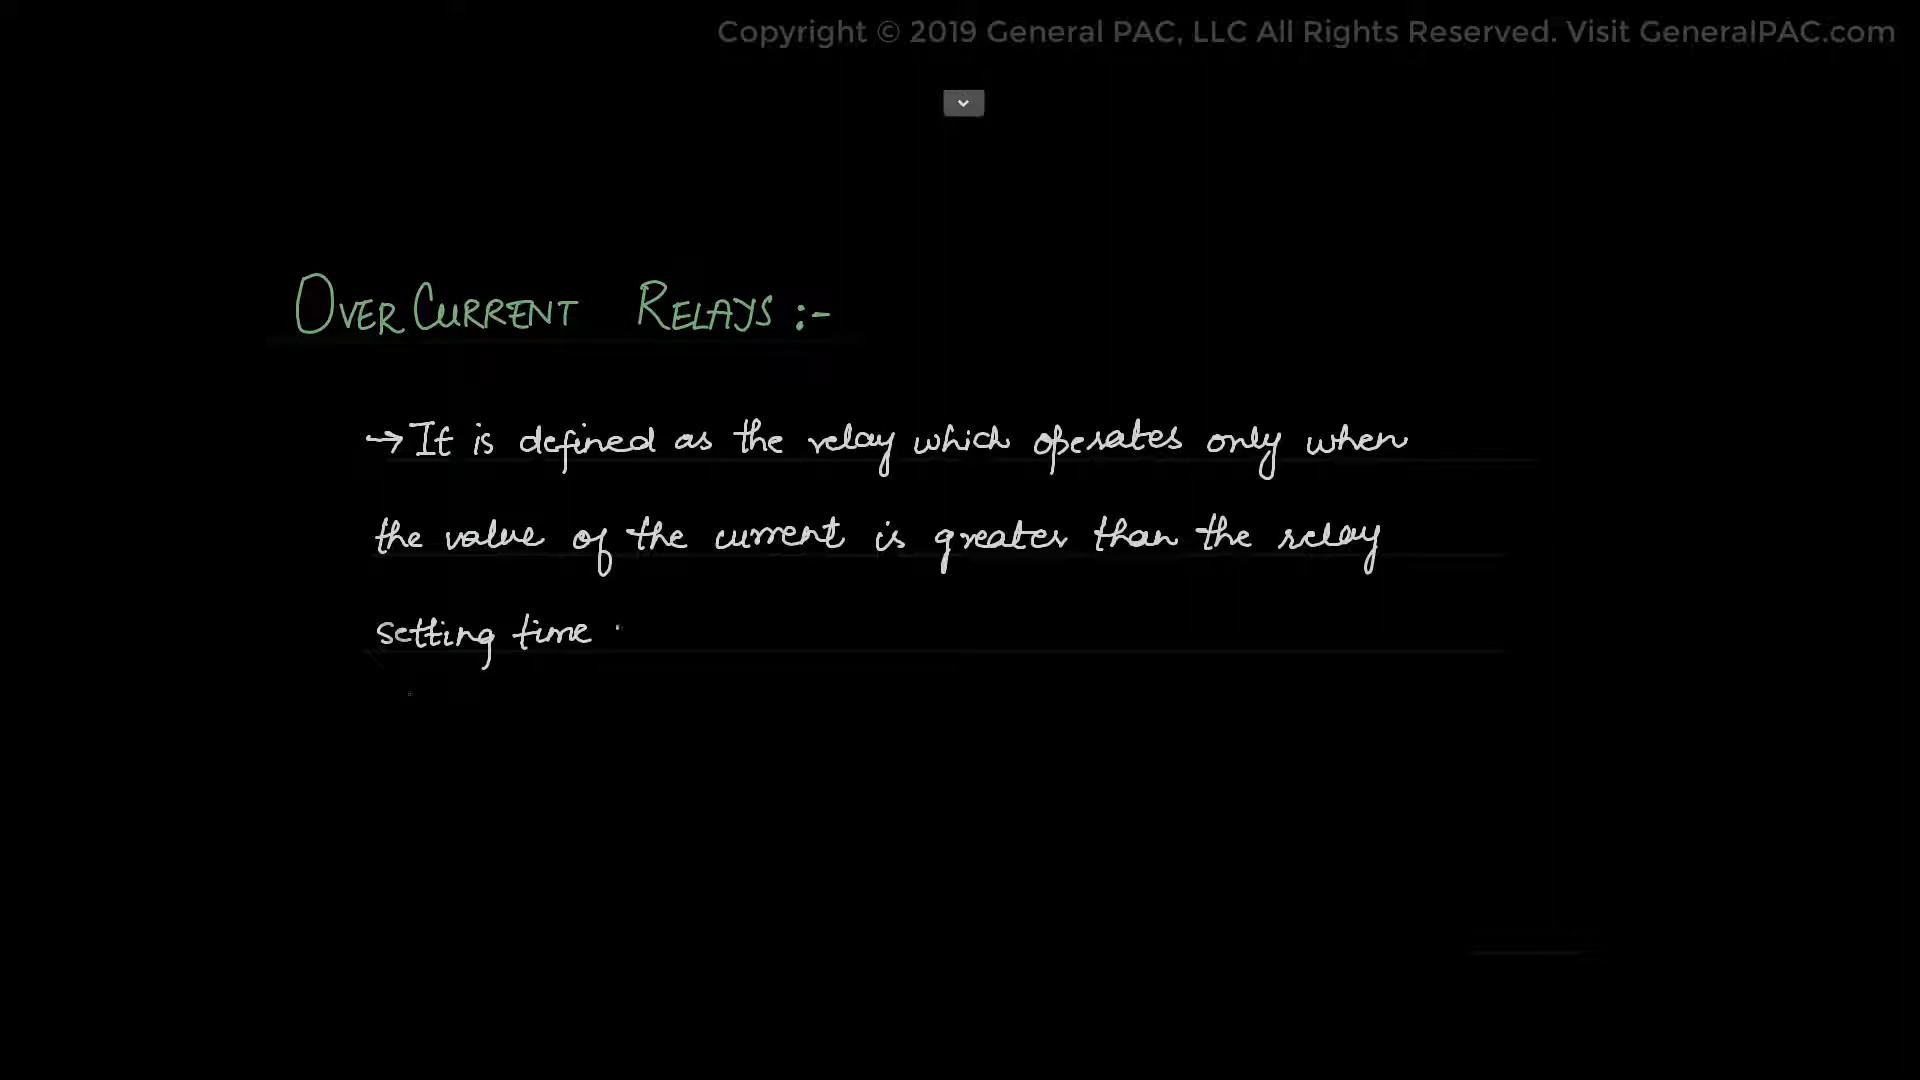 Copyright © 2019 General PAC, LLC All Rights Reserved. Visit GeneralPAC.com
OVER CURRENT RELAYS :-
→ It is defined as the relay which operates only when
the value of the current is greater than the relay
setting time .